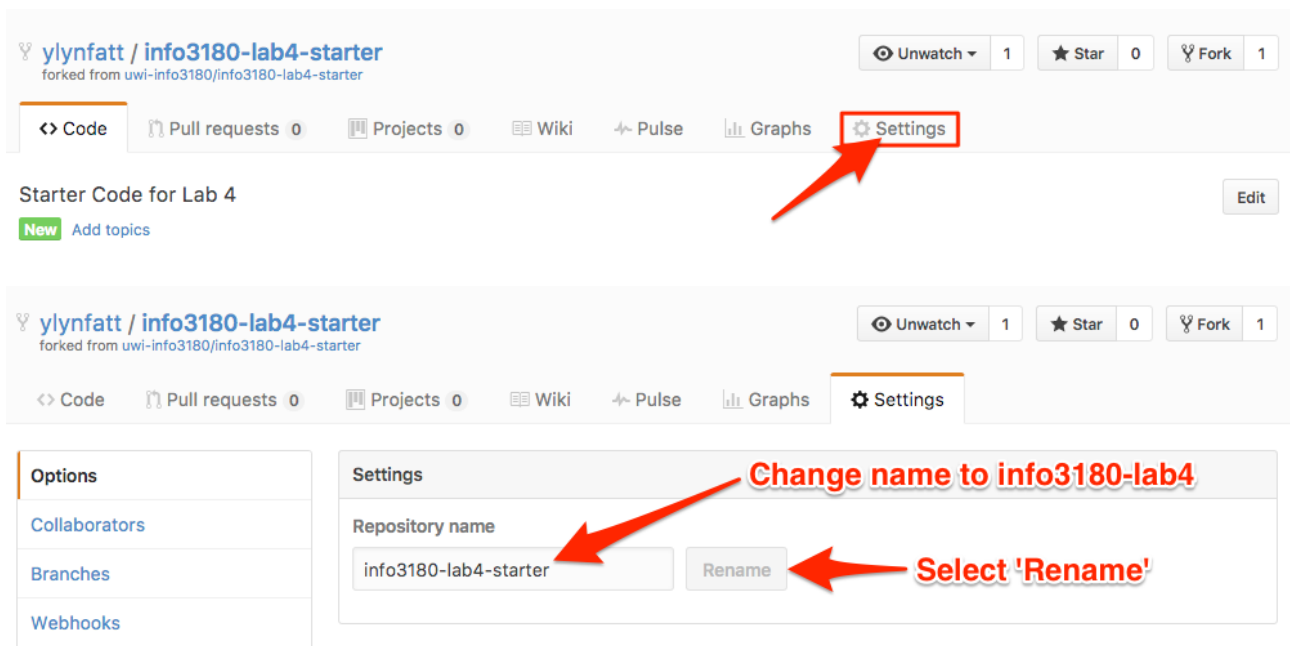 ylynfatt / info3180-lab4-starter
forked from uwi-info3180/info3180-lab4-starter
Unwatch 1 Star 0 Fork 1
<> Code Pull requests 0 Projects 0 Wiki Pulse Graphs Settings
Starter Code for Lab 4
Edit
New Add topics
ylynfatt / info3180-lab4-starter
forked from uwi-info3180/info3180-lab4-starter
Unwatch 1 Star 0 Fork 1
<> Code Pull requests 0 Projects 0 Wiki Pulse Graphs Settings
Options
Collaborators
Branches
Webhooks
Settings
Change name to info3180-lab4
Repository name
info3180-lab4-starter Rename
Select 'Rename'